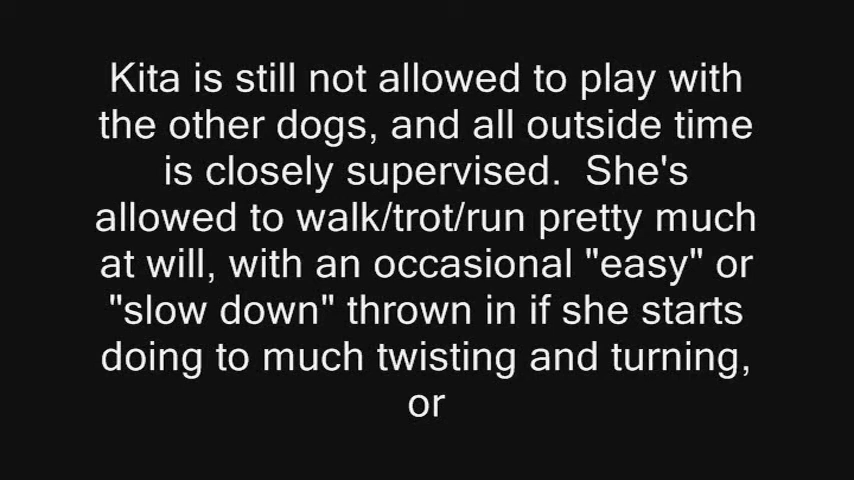 Kita is still not allowed to play with
the other dogs, and all outside time
is closely supervised.  She's
allowed to walk/trot/run pretty much
at will, with an occasional "easy" or
"slow down" thrown in if she starts
doing to much twisting and turning,
or